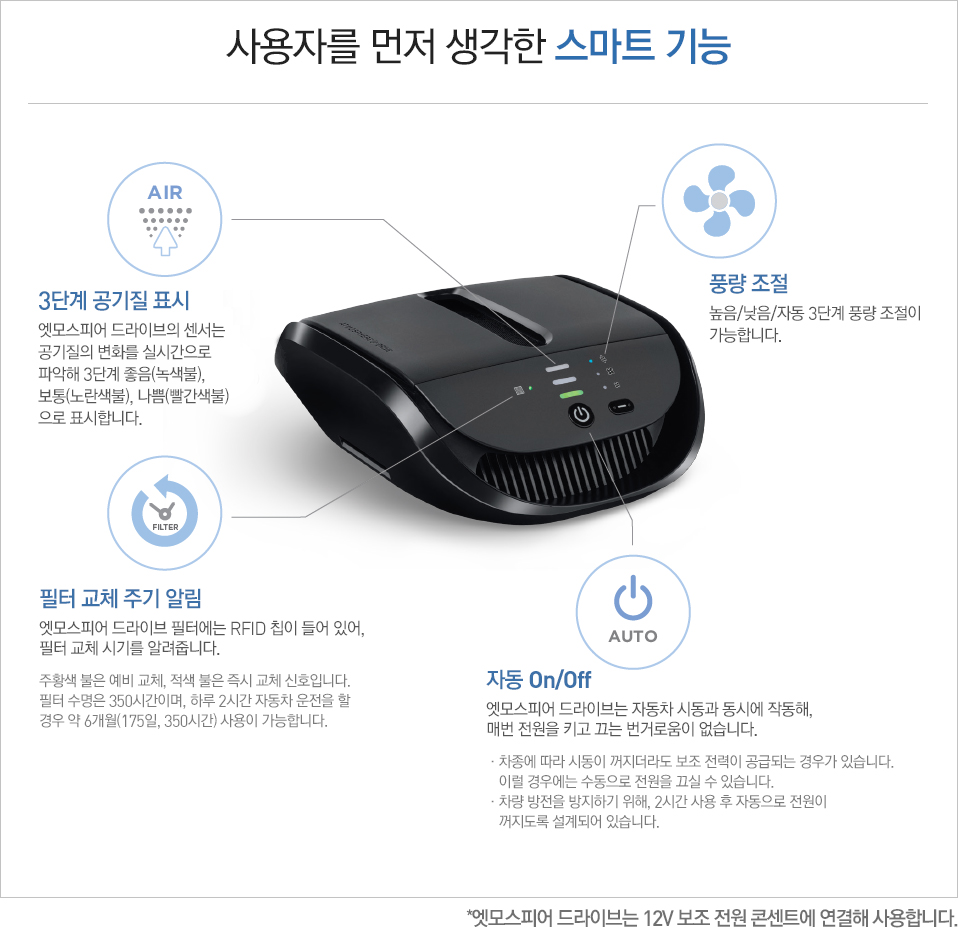 사용자를 먼저 생각한 스마트 기능
AIR
3단계 공기질 표시
엣모스피어 드라이브의 센서는
공기질의 변화를 실시간으로
파악해 3단계 좋음(녹색불),
보통(노란색불), 나쁨(빨간색불)
으로 표시합니다.
풍량 조절
높음/낮음/자동 3단계 풍량 조절이
가능합니다.
FILTER
필터 교체 주기 알림
엣모스피어 드라이브 필터에는 RFID 칩이 들어 있어,
필터 교체 시기를 알려줍니다.
주황색 불은 예비 교체, 적색 불은 즉시 교체 신호입니다.
필터 수명은 350시간이며, 하루 2시간 자동차 운전을 할
경우 약 6개월(175일, 350시간) 사용이 가능합니다.
AUTO
자동 On/Off
엣모스피어 드라이브는 자동차 시동과 동시에 작동해,
매번 전원을 키고 끄는 번거로움이 없습니다.
· 차종에 따라 시동이 꺼지더라도 보조 전력이 공급되는 경우가 있습니다.
이럴 경우에는 수동으로 전원을 끄실 수 있습니다.
· 차량 방전을 방지하기 위해, 2시간 사용 후 자동으로 전원이
꺼지도록 설계되어 있습니다.
*엣모스피어 드라이브는 12V 보조 전원 콘센트에 연결해 사용합니다.